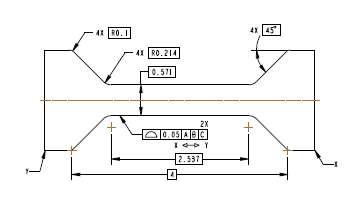 4X R0.1
4X 45°
4X R0.214
0.571
2X
⌓ 0.05 A B C
X ↔ Y
2.537
Y
X
4